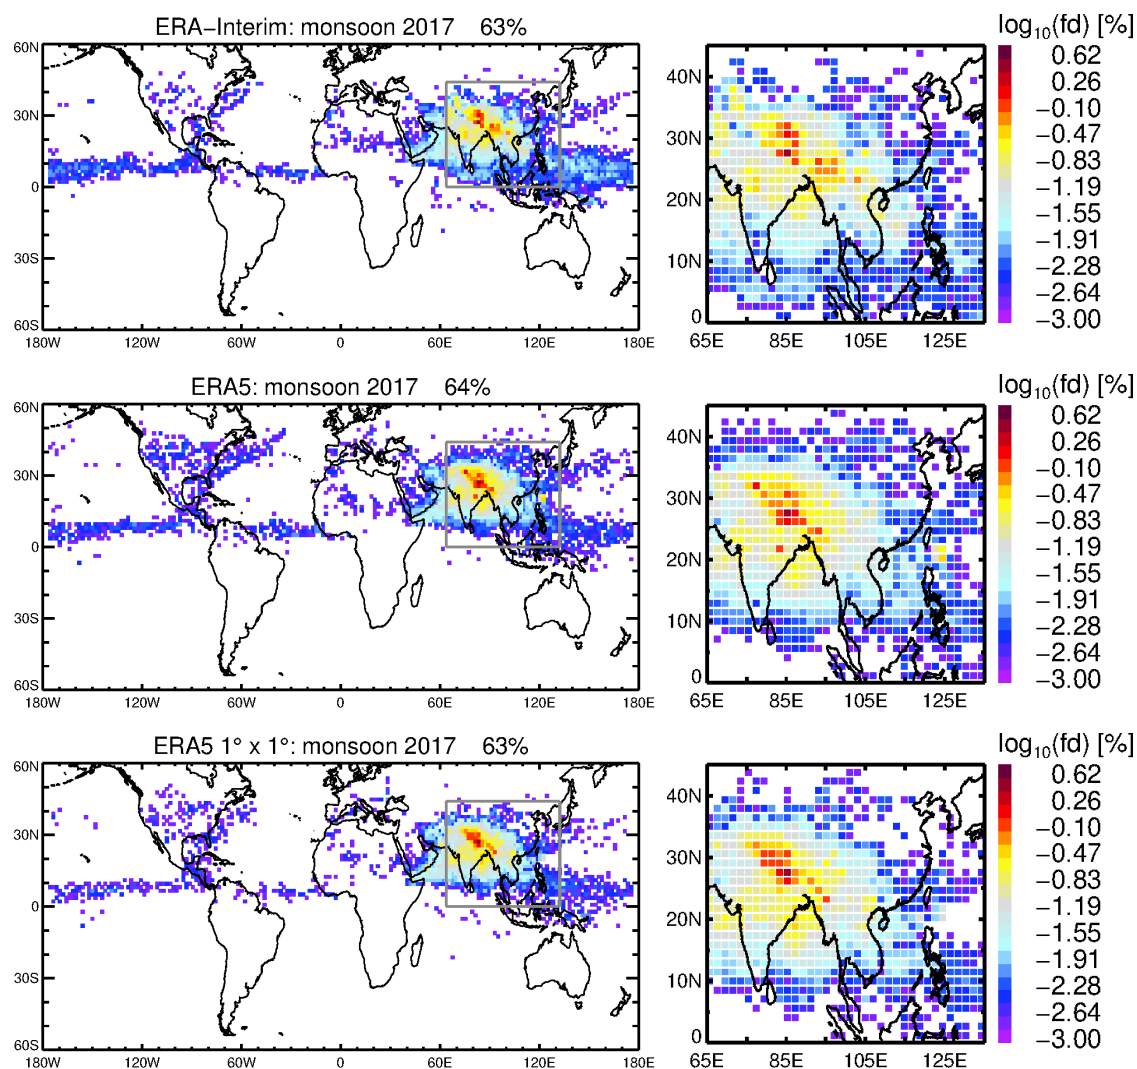 ERA−Interim: monsoon 2017 63%
60N
30N
0
30S
60S
180W 120W 60W 0 60E 120E 180E
40N
30N
20N
10N
0
65E 85E 105E 125E
log10(fd) [%]
0.62
0.26
−0.10
−0.47
−0.83
−1.19
−1.55
−1.91
−2.28
−2.64
−3.00
ERA5: monsoon 2017 64%
60N
30N
0
30S
60S
180W 120W 60W 0 60E 120E 180E
40N
30N
20N
10N
0
65E 85E 105E 125E
log10(fd) [%]
0.62
0.26
−0.10
−0.47
−0.83
−1.19
−1.55
−1.91
−2.28
−2.64
−3.00
ERA5 1° x 1°: monsoon 2017 63%
60N
30N
0
30S
60S
180W 120W 60W 0 60E 120E 180E
40N
30N
20N
10N
0
65E 85E 105E 125E
log10(fd) [%]
0.62
0.26
−0.10
−0.47
−0.83
−1.19
−1.55
−1.91
−2.28
−2.64
−3.00